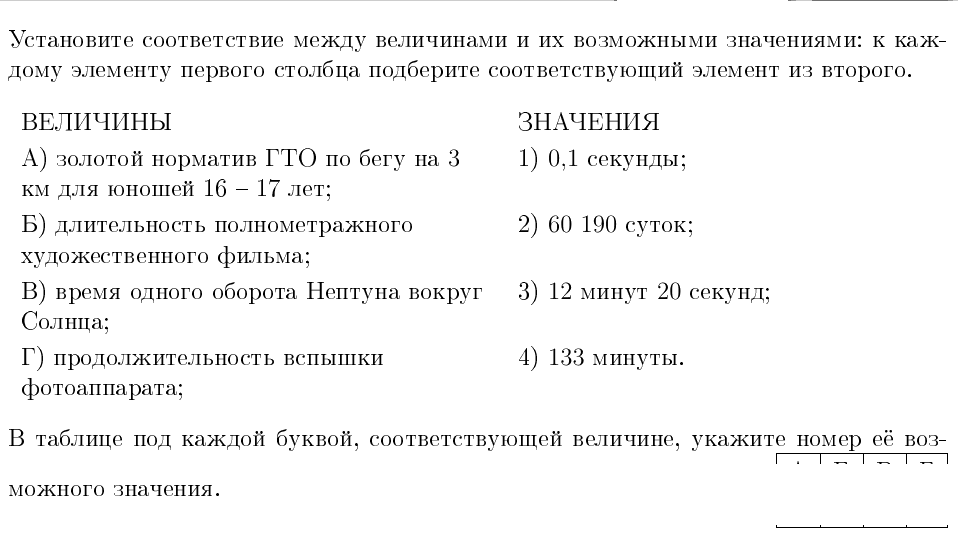 Установите соответствие между величинами и их возможными значениями: к каж-
дому элементу первого столбца подберите соответствующий элемент из второго.
ВЕЛИЧИНЫ
А) золотой норматив ГТО по бегу на 3
км для юношей 16 – 17 лет;
Б) длительность полнометражного
художественного фильма;
В) время одного оборота Нептуна вокруг
Солнца;
Г) продолжительность вспышки
фотоаппарата;
ЗНАЧЕНИЯ
1) 0,1 секунды;
2) 60 190 суток;
3) 12 минут 20 секунд;
4) 133 минуты.
В таблице под каждой буквой, соответствующей величине, укажите номер её воз-
можного значения.